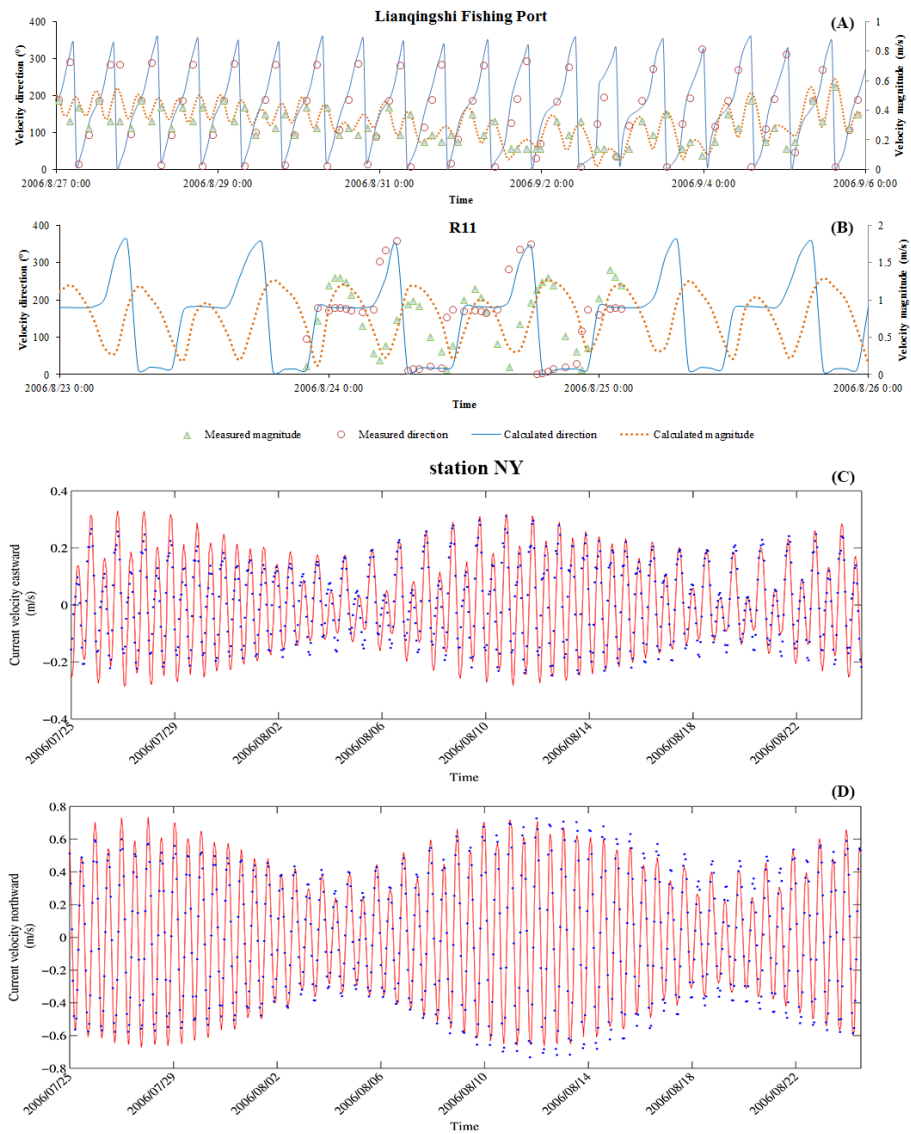 Lianqingshi Fishing Port
(A)
400
300
200
100
0
Velocity direction (°)
1
0.8
0.6
0.4
0.2
0
Velocity magnitude (m/s)
2006/8/27 0:00 2006/8/29 0:00 2006/8/31 0:00 2006/9/2 0:00 2006/9/4 0:00 2006/9/6 0:00
Time
R11
(B)
400
300
200
100
0
Velocity direction (°)
2
1.5
1
0.5
0
Velocity magnitude (m/s)
2006/8/23 0:00 2006/8/24 0:00 2006/8/25 0:00 2006/8/26 0:00
Time
Measured magnitude Measured direction Calculated direction Calculated magnitude
station NY
(C)
0.4
0.2
0
−0.2
−0.4
Current velocity eastward
(m/s)
2006/07/25 2006/07/29 2006/08/02 2006/08/06 2006/08/10 2006/08/14 2006/08/18 2006/08/22
Time
(D)
0.8
0.6
0.4
0.2
0
−0.2
−0.4
−0.6
−0.8
Current velocity northward
(m/s)
2006/07/25 2006/07/29 2006/08/02 2006/08/06 2006/08/10 2006/08/14 2006/08/18 2006/08/22
Time